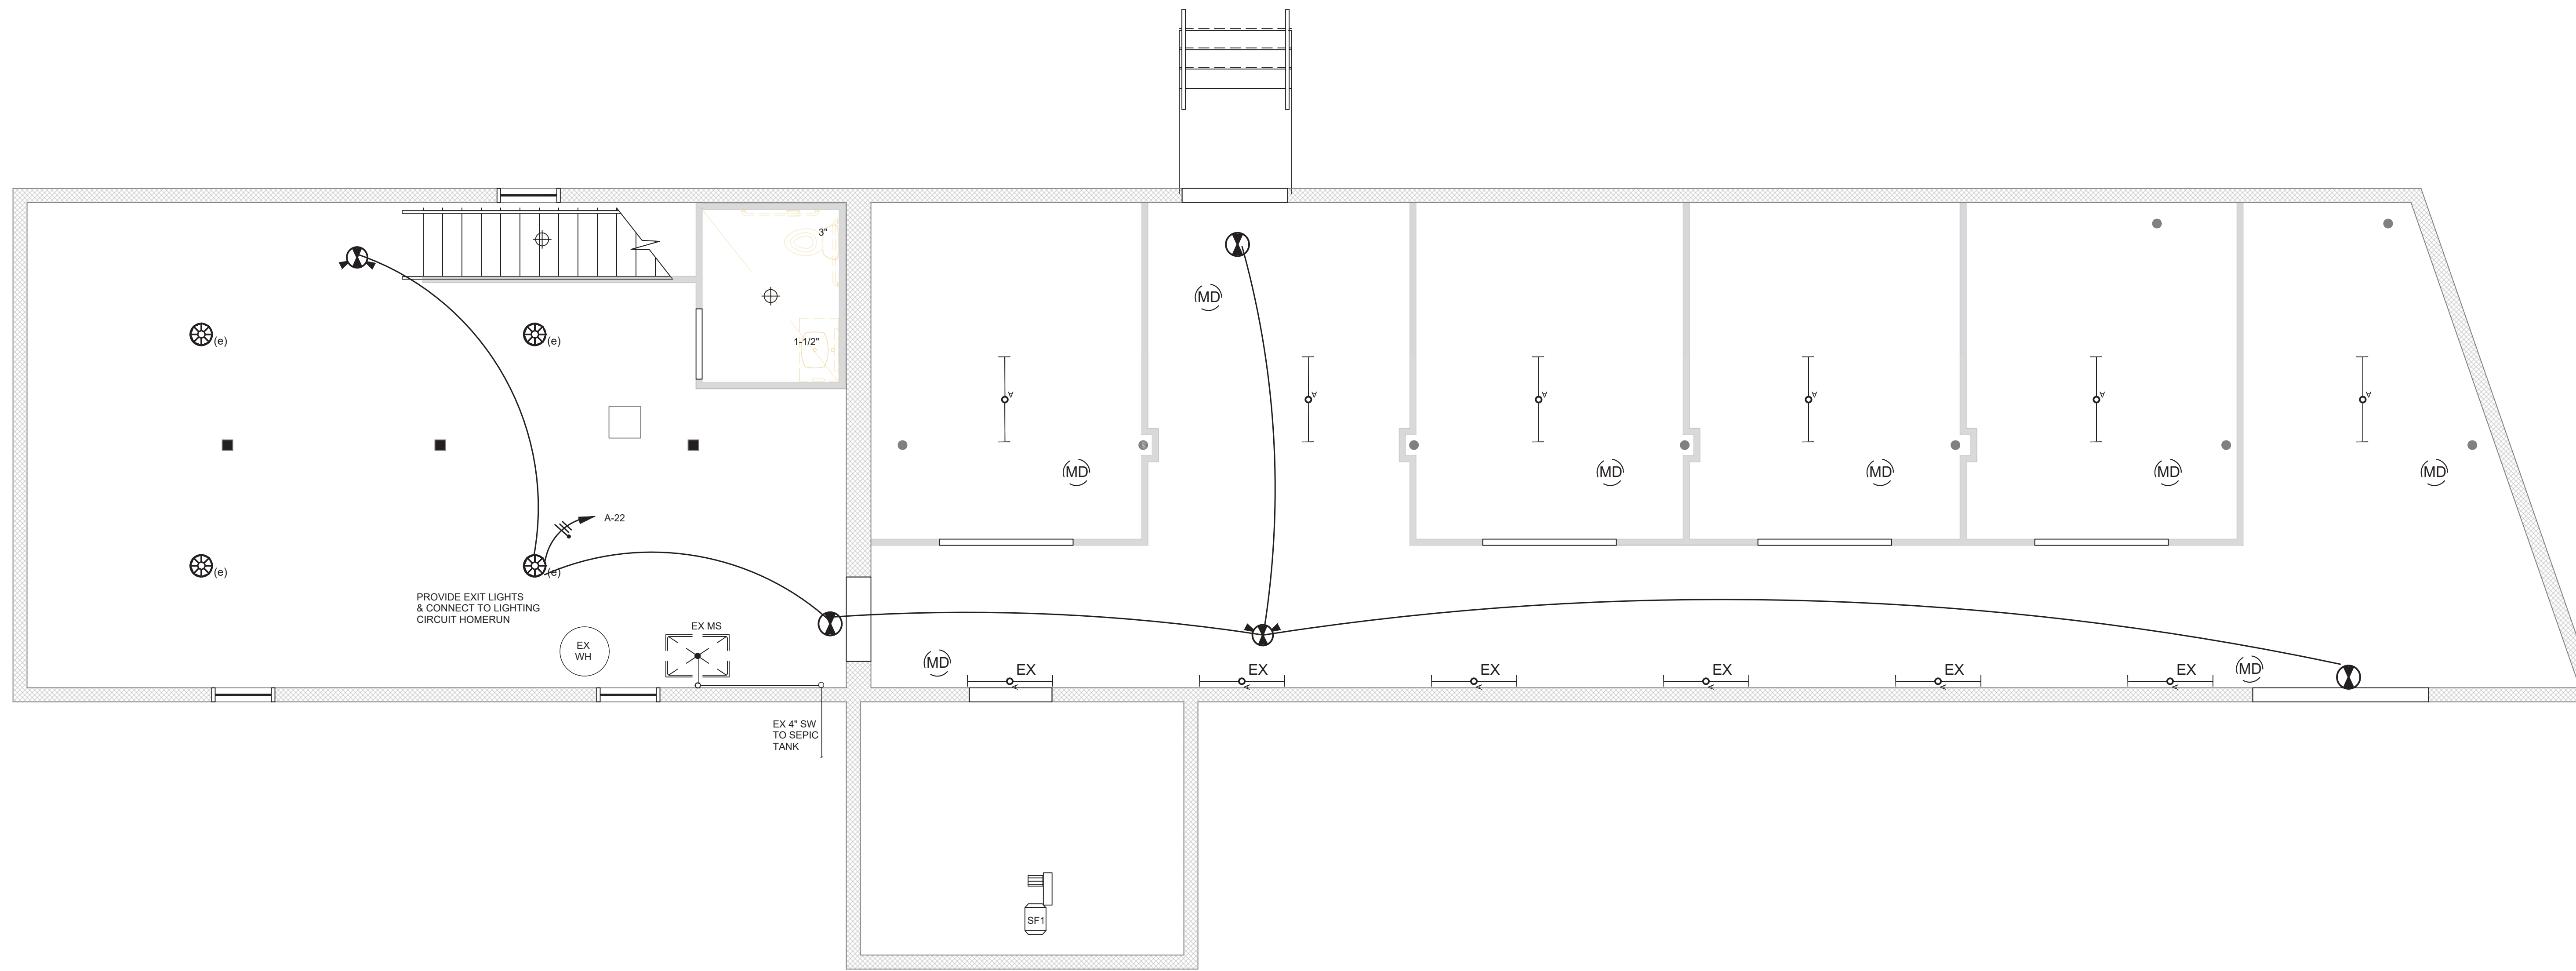 3"
MD
(e)
(e)
1-1/2"
A
A
A
A
A
A
MD
MD
MD
MD
MD
A-22
(e)
(e)
PROVIDE EXIT LIGHTS
& CONNECT TO LIGHTING
CIRCUIT HOMERUN
EX MS
EX
WH
MD
EX
EX
EX
EX
EX
EX
MD
A
A
A
A
A
A
EX 4" SW
TO SEPIC
TANK
SF1